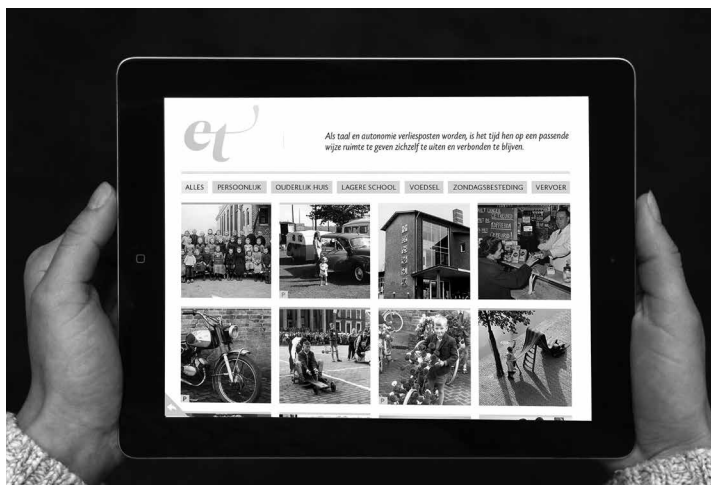 et
Als taal en autonomie verliesposten worden, is het tijd hen op een passende
wijze ruimte te geven zichzelf te uiten en verbonden te blijven.
ALLES PERSOONLIJK OUDERLIJK HUIS LAGERE SCHOOL VOEDSEL ZONDAGSBESTEDING VERVOER
P
P
P